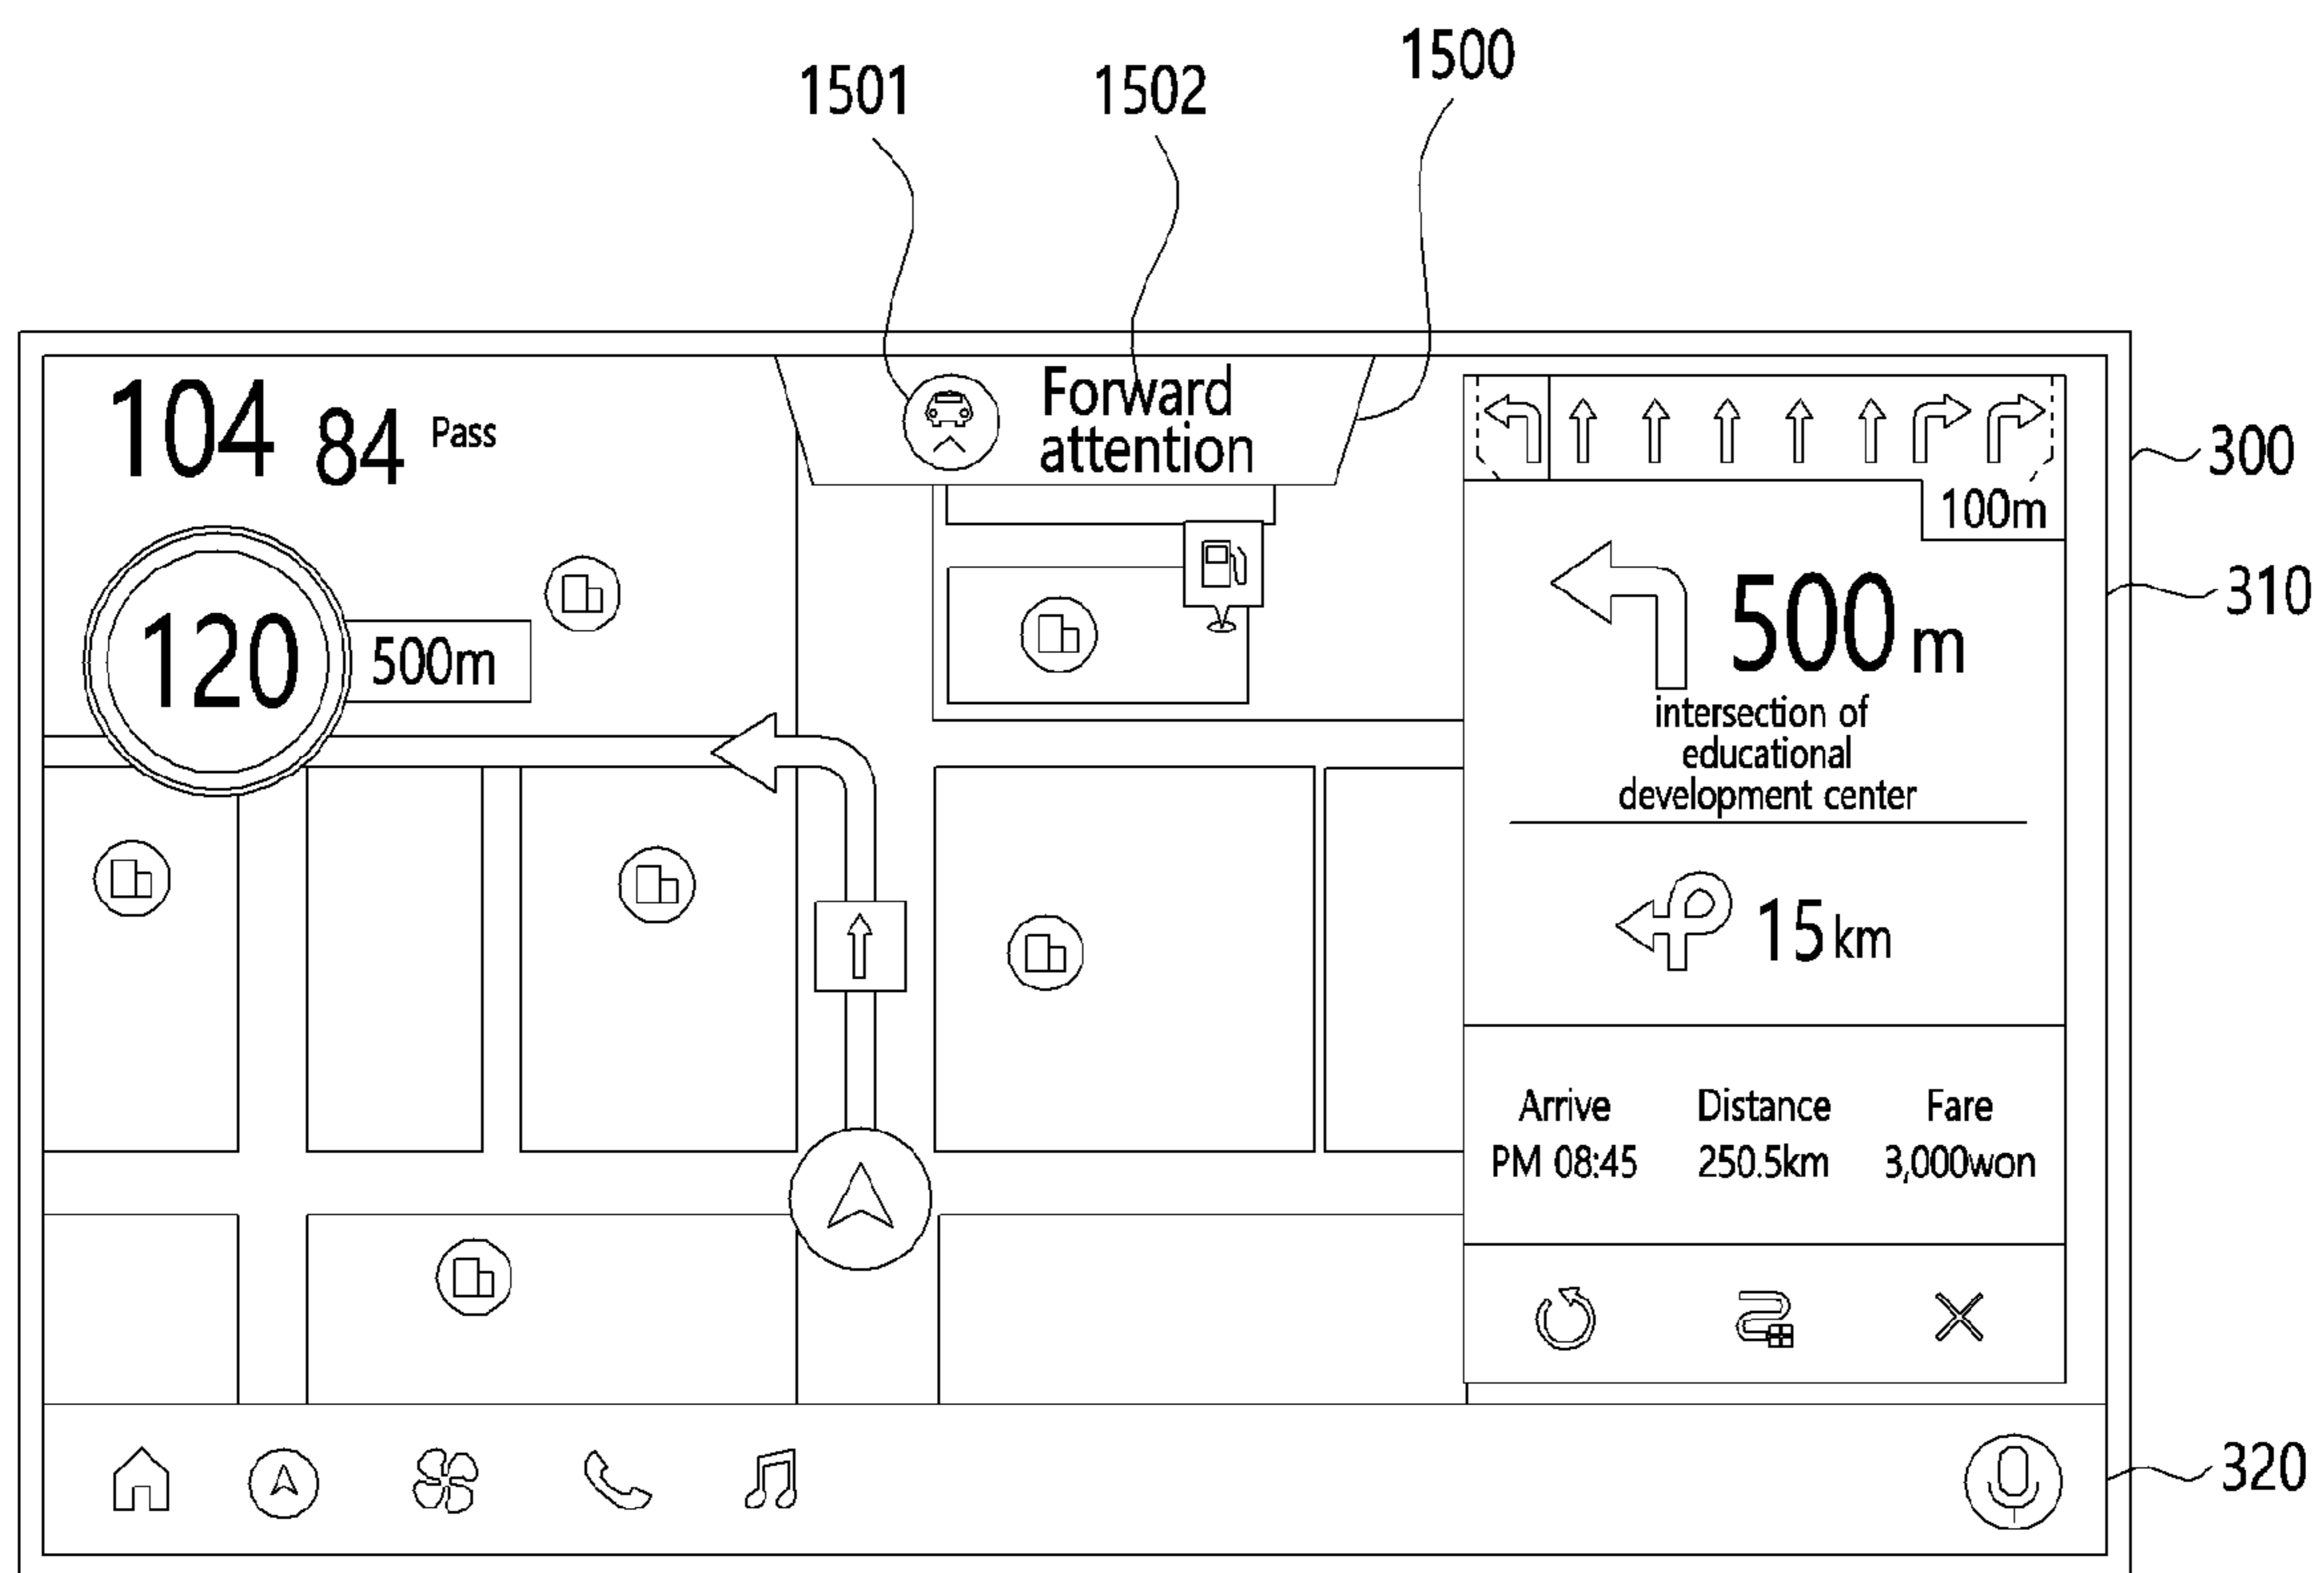 1501
1502
1500
104 84 Pass
Forward
attention
300
100m
310
120 500m
500 m
intersection of
educational
development center
15 km
Arrive Distance Fare
PM 08:45 250.5km 3,000won
320